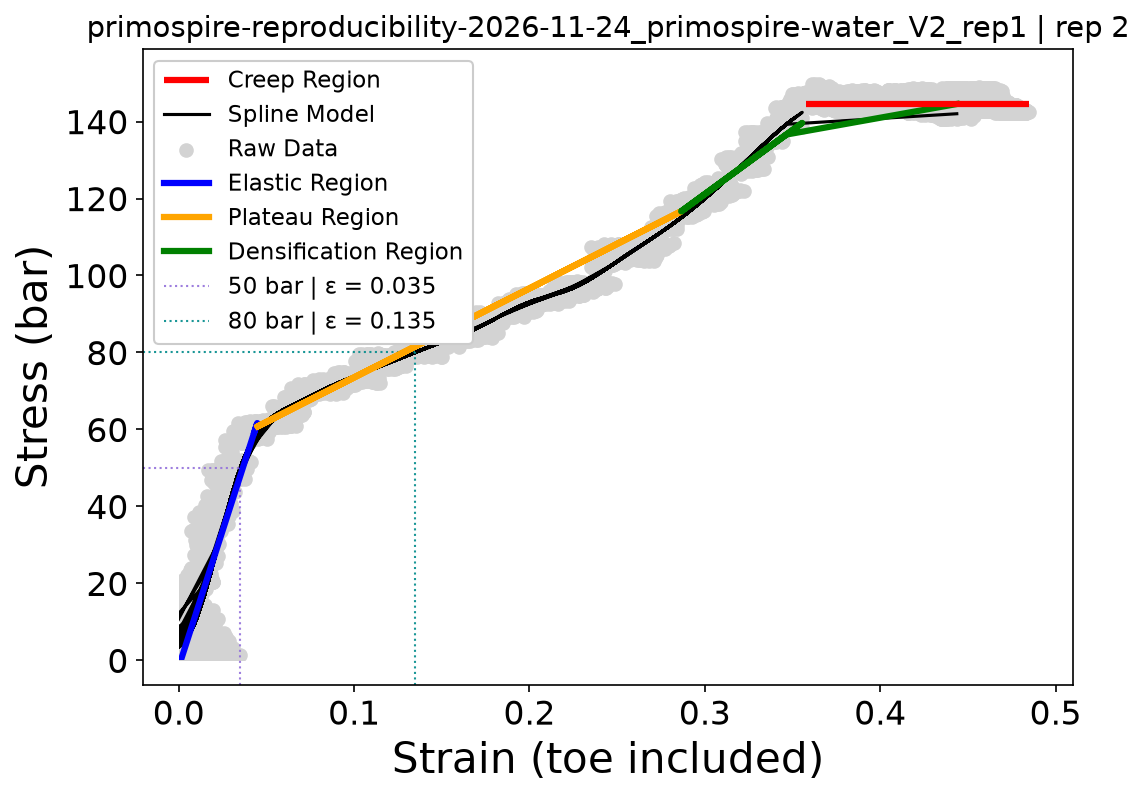 primospire-reproducibility-2026-11-24_primospire-water_V2_rep1 | rep 2
Creep Region
Spline Model
Raw Data
Elastic Region
Plateau Region
Densification Region
50 bar | ε = 0.035
80 bar | ε = 0.135
Stress (bar)
140
120
100
80
60
40
20
0
0.0 0.1 0.2 0.3 0.4 0.5
Strain (toe included)